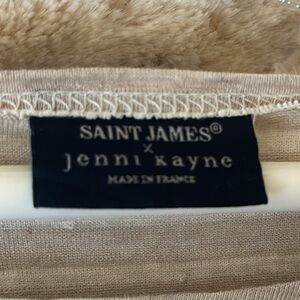 SAINT JAMES®
x
jenni kayne
MADE IN FRANCE